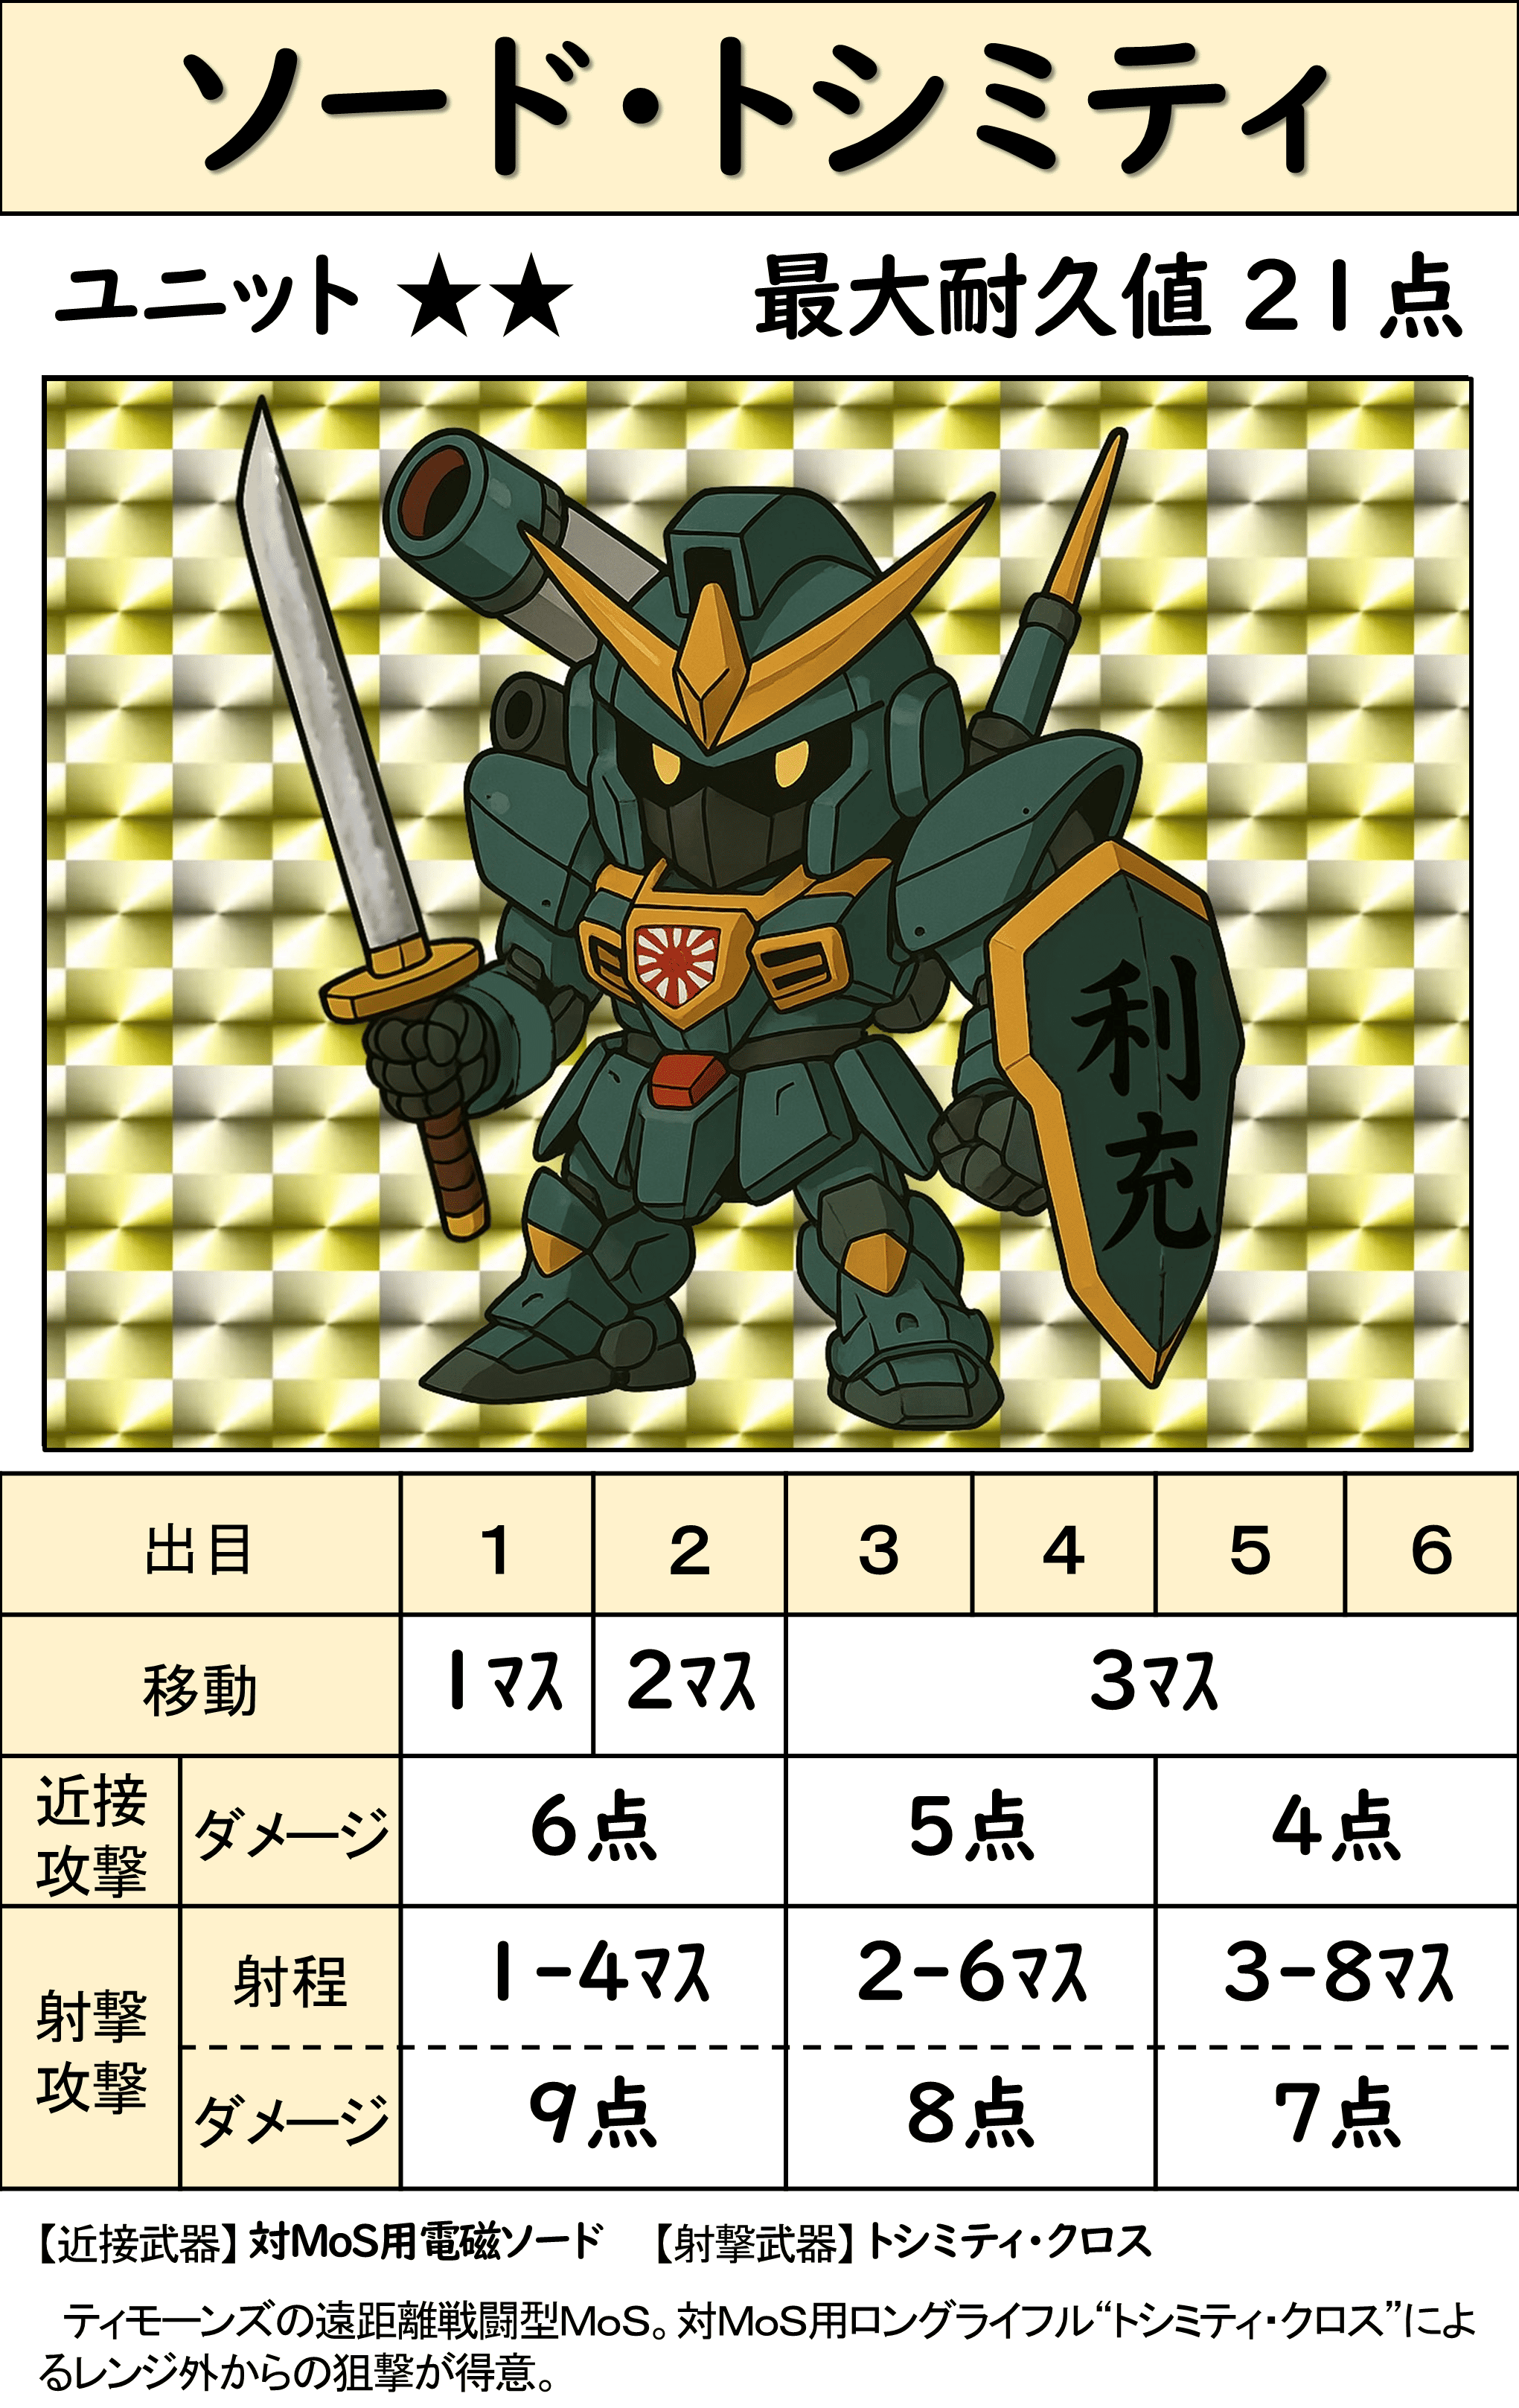 ソード・トシミティ
ユニット ★★ 最大耐久値 21点
利充
出目 1 2 3 4 5 6
移動 1マス 2マス 3マス
近接攻撃 ダメージ 6点 5点 4点
射撃攻撃 射程 1-4マス 2-6マス 3-8マス
ダメージ 9点 8点 7点
【近接武器】対MoS用電磁ソード 【射撃武器】トシミティ・クロス
ティモーンズの遠距離戦闘型MoS。対MoS用ロングライフル“トシミティ・クロス”によ
るレンジ外からの狙撃が得意。